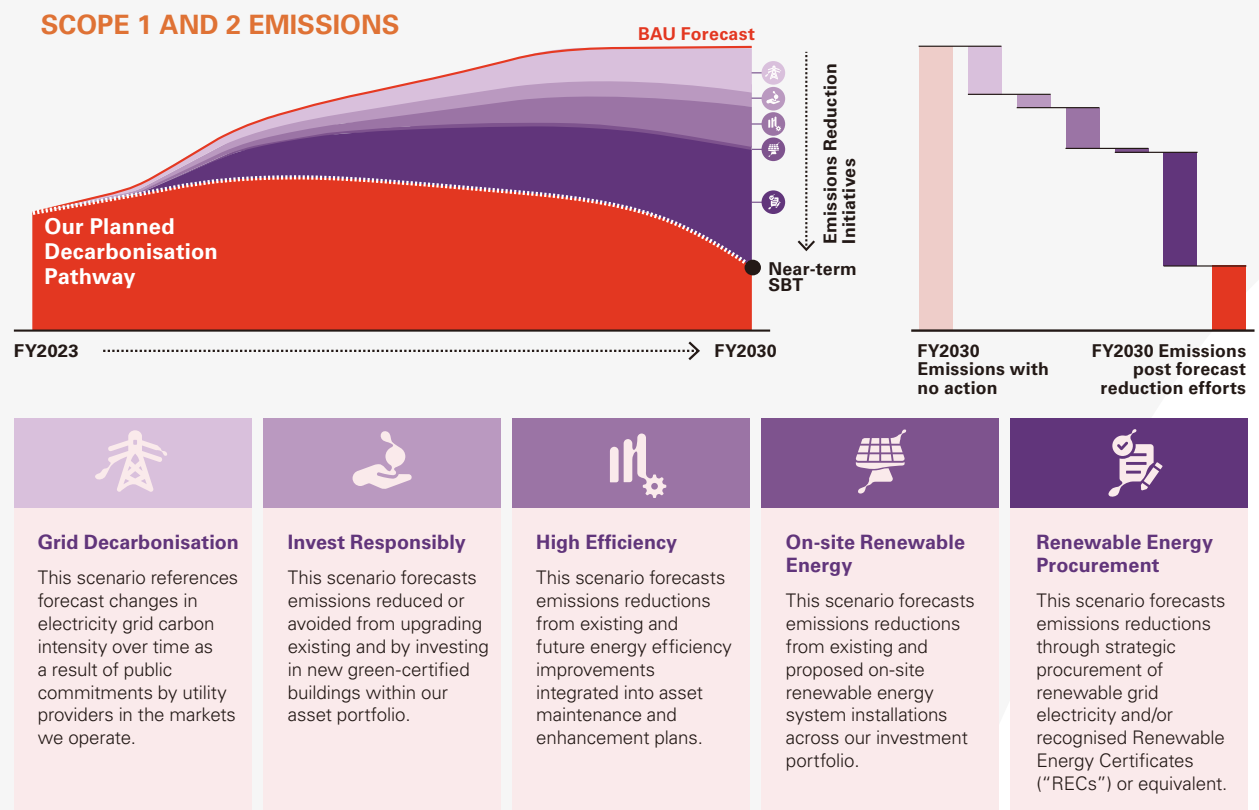 SCOPE 1 AND 2 EMISSIONS
BAU Forecast
Emissions Reduction
Initiatives
Our Planned
Decarbonisation
Pathway
Near-term
SBT
FY2023
FY2030
FY2030
Emissions with
no action
FY2030 Emissions
post forecast
reduction efforts
Grid Decarbonisation
This scenario references
forecast changes in
electricity grid carbon
intensity over time as
a result of public
commitments by utility
providers in the markets
we operate.
Invest Responsibly
This scenario forecasts
emissions reduced or
avoided from upgrading
existing and by investing
in new green-certified
buildings within our
asset portfolio.
High Efficiency
This scenario forecasts
emissions reductions
from existing and
future energy efficiency
improvements
integrated into asset
maintenance and
enhancement plans.
On-site Renewable
Energy
This scenario forecasts
emissions reductions
from existing and
proposed on-site
renewable energy
system installations
across our investment
portfolio.
Renewable Energy
Procurement
This scenario forecasts
emissions reductions
through strategic
procurement of
renewable grid
electricity and/or
recognised Renewable
Energy Certificates
(“RECs”) or equivalent.